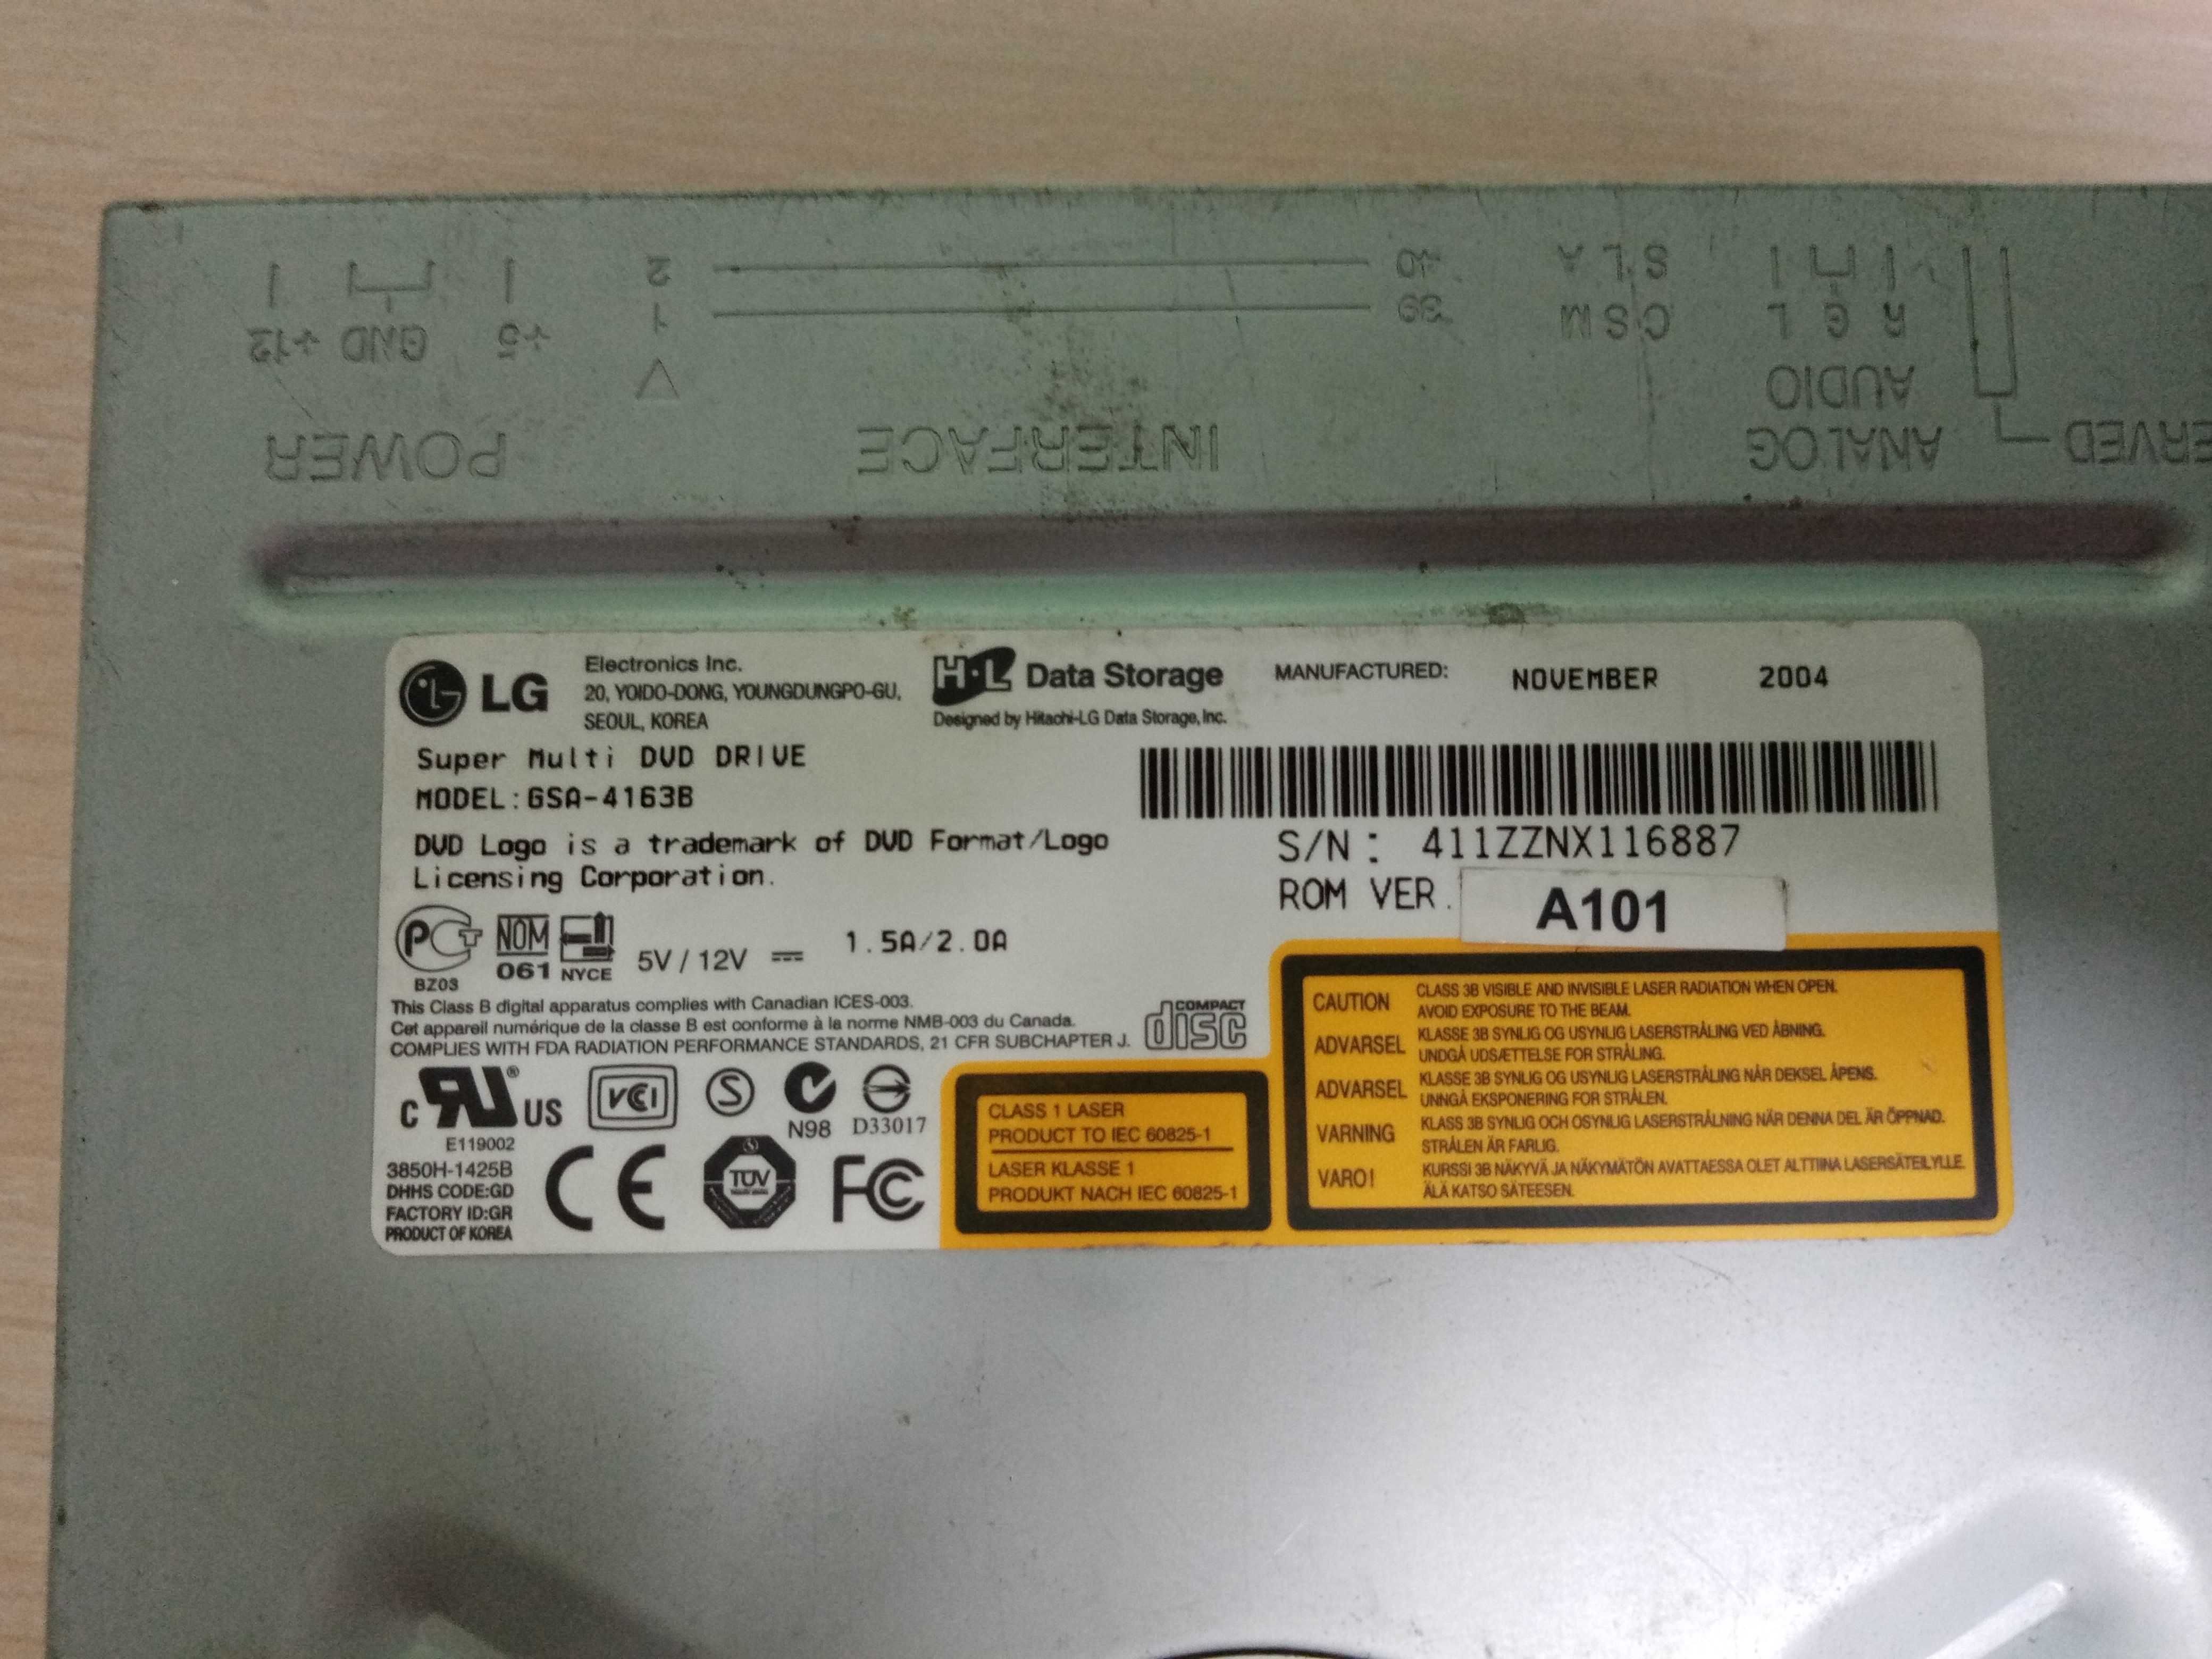 +12 GND +5
1 2
39 40
C S M
S L A
R G L
AUDIO
ANALOG
POWER
INTERFACE
ERVED
LG
Electronics Inc.
20, YOIDO-DONG, YOUNGDUNGPO-GU,
SEOUL, KOREA
H·L Data Storage
Designed by Hitachi-LG Data Storage, Inc.
MANUFACTURED: NOVEMBER 2004
Super Multi DVD DRIVE
MODEL:GSA-4163B
DVD Logo is a trademark of DVD Format/Logo
Licensing Corporation.
S/N : 411ZZNX116887
ROM VER. A101
PCT
BZ03
NOM
061
NYCE
5V / 12V 1.5A/2.0A
This Class B digital apparatus complies with Canadian ICES-003.
Cet appareil numérique de la classe B est conforme à la norme NMB-003 du Canada.
COMPLIES WITH FDA RADIATION PERFORMANCE STANDARDS, 21 CFR SUBCHAPTER J.
COMPACT
disc
C RU ® US
E119002
VCI
S
N98
D33017
3850H-1425B
DHHS CODE:GD
FACTORY ID:GR
PRODUCT OF KOREA
CE
TÜV
FC
CLASS 1 LASER
PRODUCT TO IEC 60825-1
LASER KLASSE 1
PRODUKT NACH IEC 60825-1
CAUTION CLASS 3B VISIBLE AND INVISIBLE LASER RADIATION WHEN OPEN.
AVOID EXPOSURE TO THE BEAM.
ADVARSEL KLASSE 3B SYNLIG OG USYNLIG LASERSTRÅLING VED ÅBNING.
UNDGÅ UDSÆTTELSE FOR STRÅLING.
ADVARSEL KLASSE 3B SYNLIG OG USYNLIG LASERSTRÅLING NÅR DEKSEL ÅPENS.
UNNGÅ EKSPONERING FOR STRÅLEN.
VARNING KLASS 3B SYNLIG OCH OSYNLIG LASERSTRÅLNING NÄR DENNA DEL ÄR ÖPPNAD.
STRÅLEN ÄR FARLIG.
VARO! KURSSI 3B NÄKYVÄ JA NÄKYMÄTÖN AVATTAESSA OLET ALTTIINA LASERSÄTEILYLLE.
ÄLÄ KATSO SÄTEESEN.